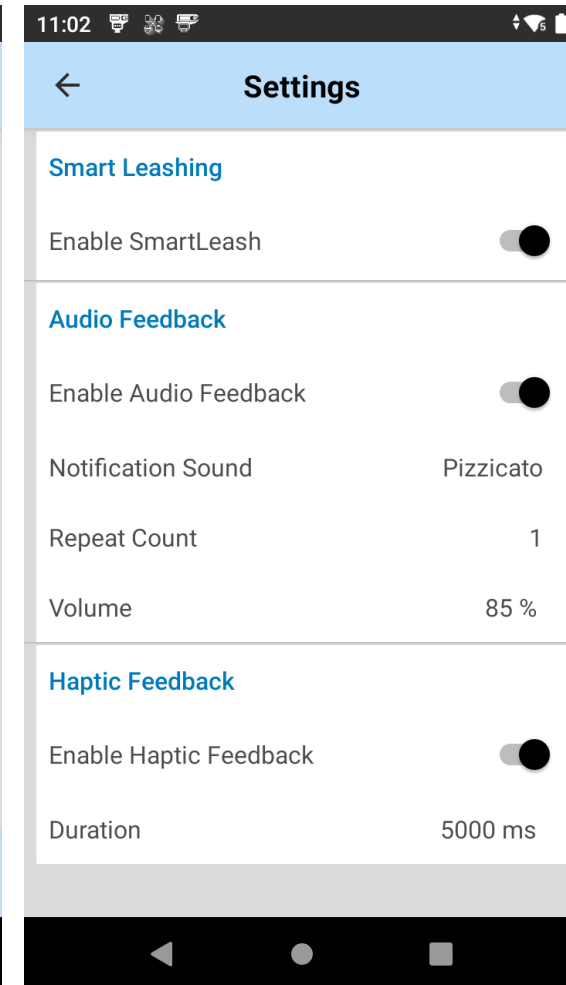 11:02 5
Settings
Smart Leashing
Enable SmartLeash
Audio Feedback
Enable Audio Feedback
Notification Sound Pizzicato
Repeat Count 1
Volume 85 %
Haptic Feedback
Enable Haptic Feedback
Duration 5000 ms